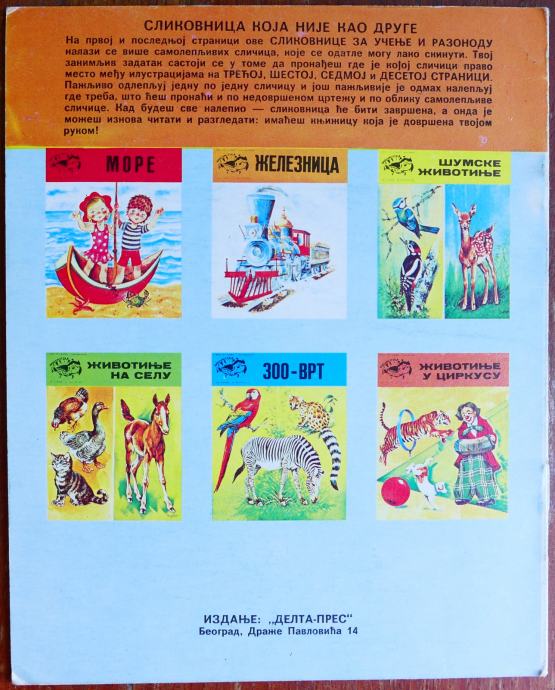 СЛИКОВНИЦА КОЈА НИЈЕ КАО ДРУГЕ
На првој и последњој страници ове СЛИКОВНИЦЕ ЗА УЧЕЊЕ И РАЗОНОДУ
налази се више самолепљивих сличица, које се одатле могу лако скинути. Твој
занимљив задатак састоји се у томе да пронађеш где је којој сличици право
место међу илустрацијама на ТРЕЋОЈ, ШЕСТОЈ, СЕДМОЈ и ДЕСЕТОЈ СТРАНИЦИ.
Пажљиво одлепљуј једну по једну сличицу и још пажљивије је одмах налепљуј
где треба, што ћеш пронаћи и по недовршеном цртежу и по облику самолепљиве
сличице. Кад будеш све налепио — сликовница ће бити завршена, а онда је
можеш изнова читати и разгледати: имаћеш књижицу која је довршена твојом
руком!
МОРЕ
ЖЕЛЕЗНИЦА
ШУМСКЕ
ЖИВОТИЊЕ
ЖИВОТИЊЕ
НА СЕЛУ
ЗОО-ВРТ
ЖИВОТИЊЕ
У ЦИРКУСУ
ИЗДАЊЕ: „ДЕЛТА-ПРЕС"
Београд, Драже Павловића 14